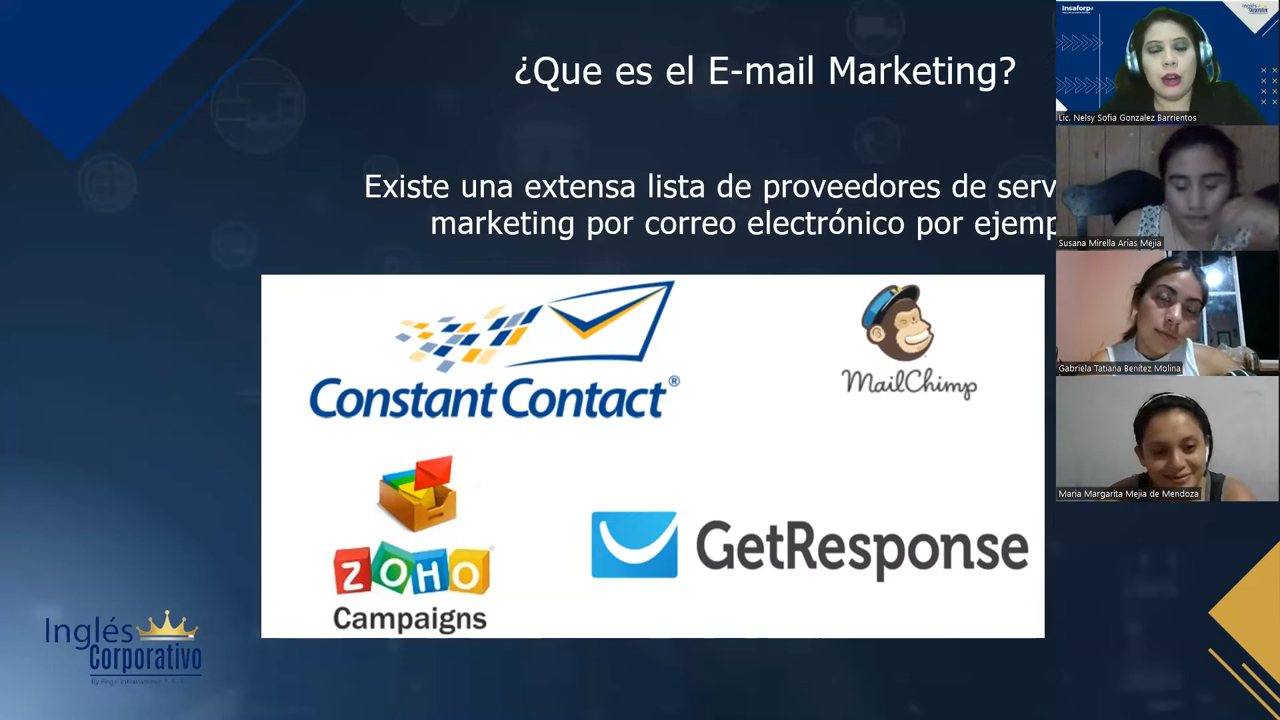 ¿Que es el E-mail Marketing?
Existe una extensa lista de proveedores de serv
marketing por correo electrónico por ejemp
Constant Contact®
MailChimp
ZOHO
Campaigns
GetResponse
Inglés
Corporativo
Insaforp
Lic. Nelsy Sofia Gonzalez Barrientos
Susana Mirella Arias Mejia
Gabriela Tatiana Benitez Molina
Maria Margarita Mejia de Mendoza